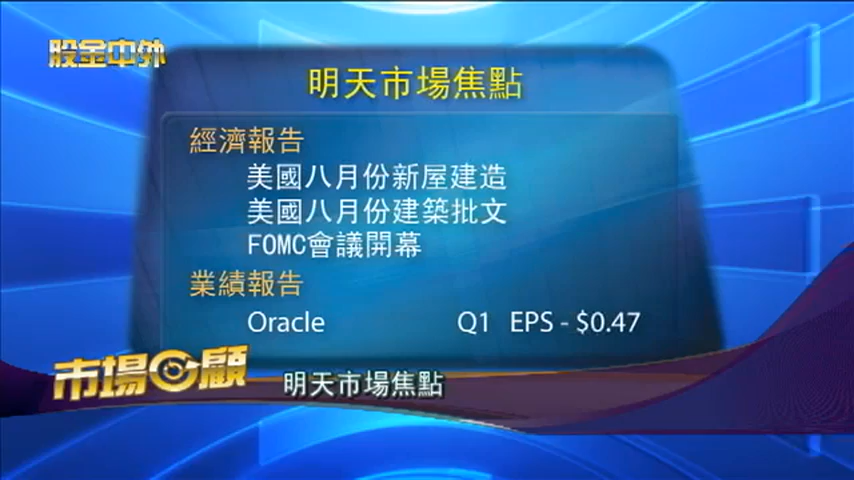 股金中外
明天市場焦點
經濟報告
美國八月份新屋建造
美國八月份建築批文
FOMC會議開幕
業績報告
Oracle Q1 EPS - $0.47
市場回顧
明天市場焦點